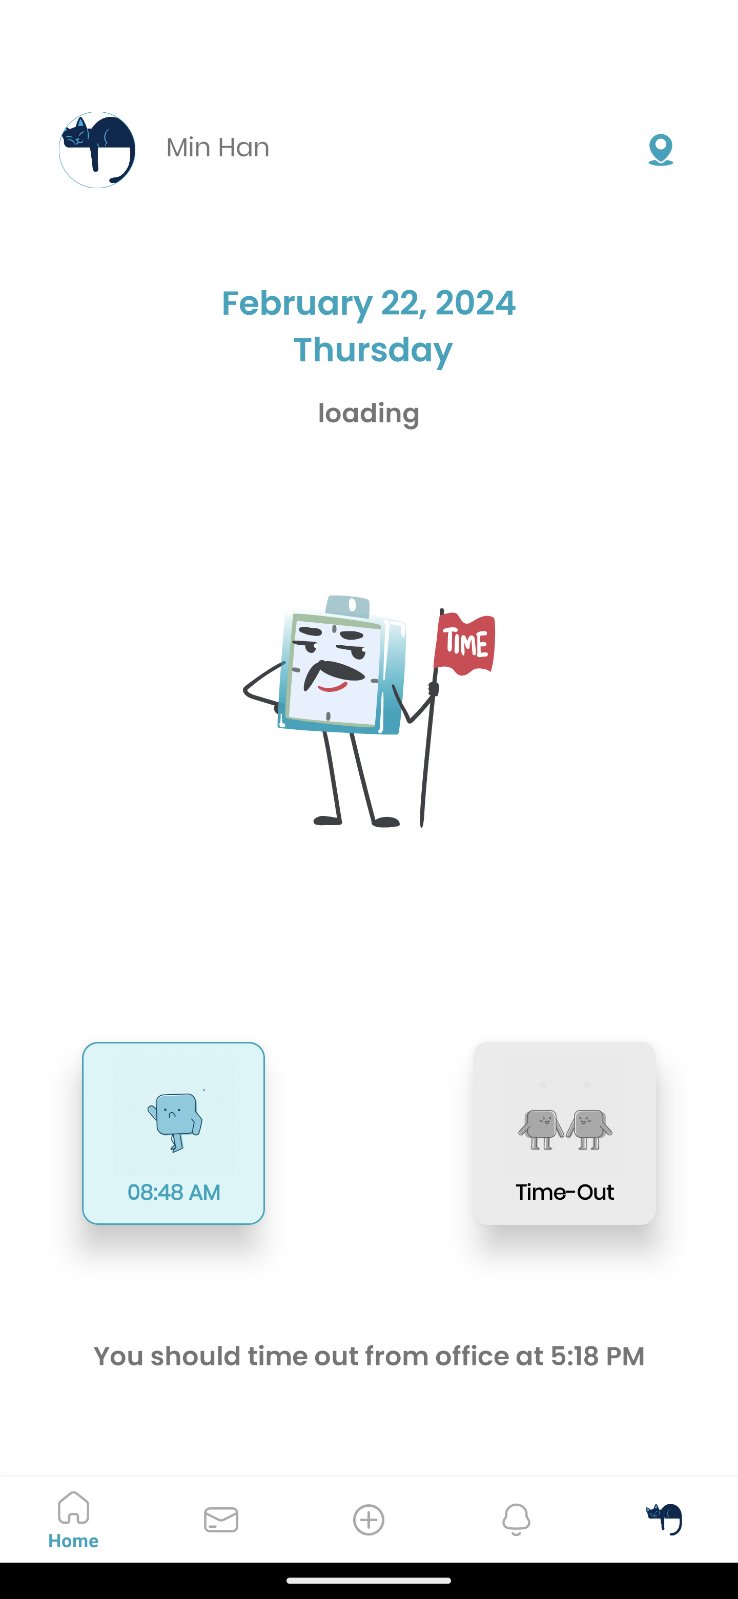 Min Han
February 22, 2024
Thursday
loading
TIME
08:48 AM
Time-Out
You should time out from office at 5:18 PM
Home